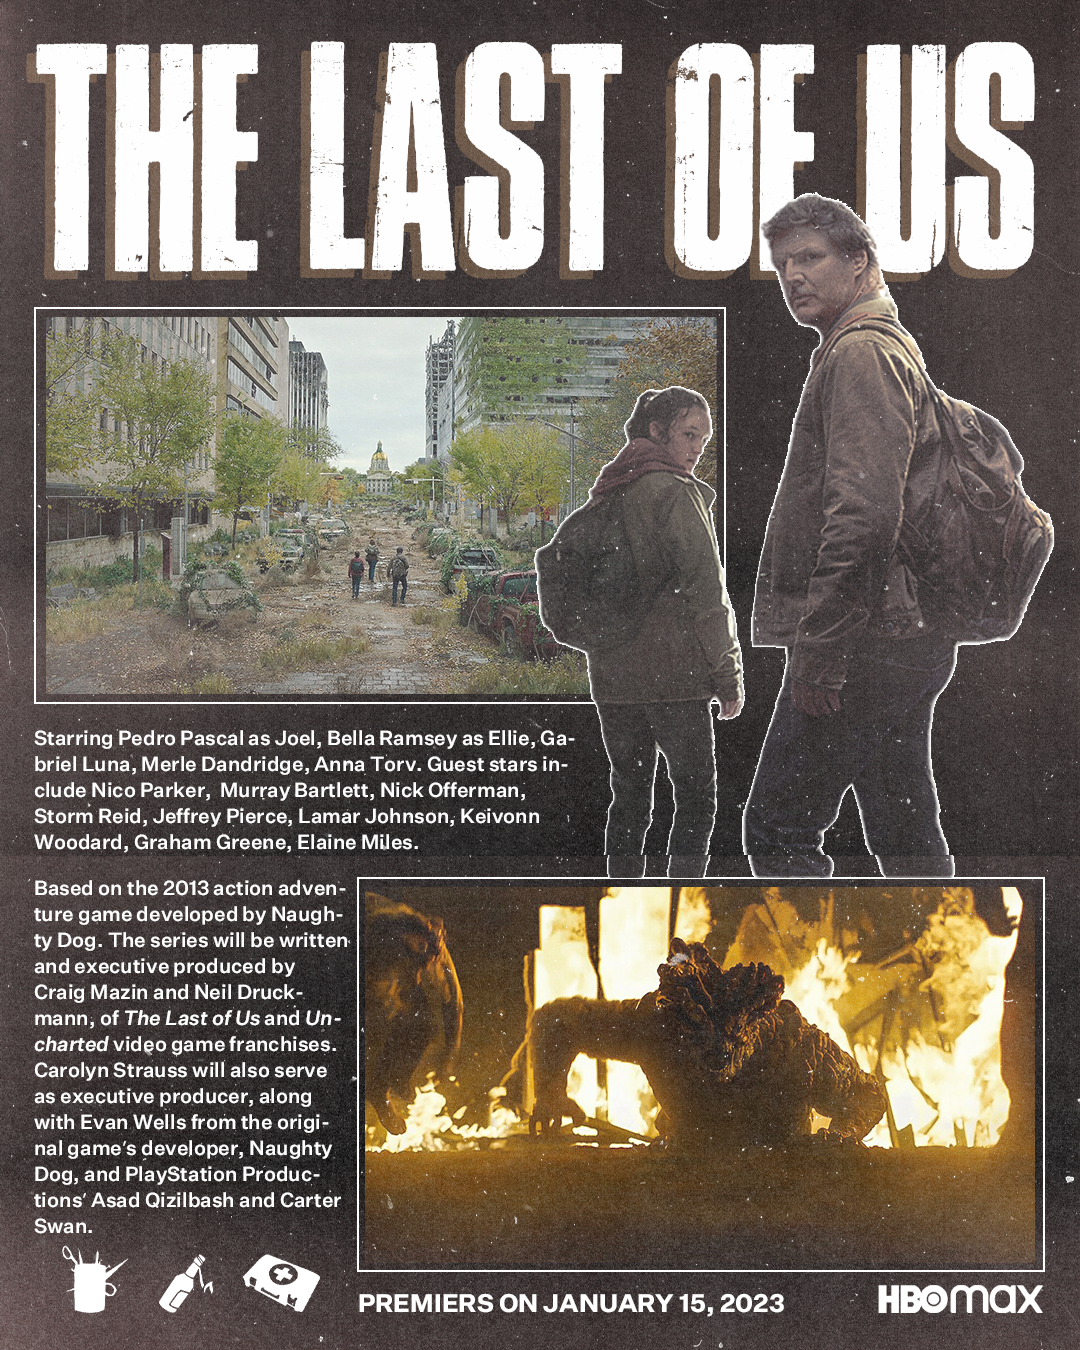 THE LAST OF US
Starring Pedro Pascal as Joel, Bella Ramsey as Ellie, Ga-
briel Luna, Merle Dandridge, Anna Torv. Guest stars in-
clude Nico Parker,  Murray Bartlett, Nick Offerman,
Storm Reid, Jeffrey Pierce, Lamar Johnson, Keivonn
Woodard, Graham Greene, Elaine Miles.
Based on the 2013 action adven-
ture game developed by Naugh-
ty Dog. The series will be written
and executive produced by
Craig Mazin and Neil Druck-
mann, of The Last of Us and Un-
charted video game franchises.
Carolyn Strauss will also serve
as executive producer, along
with Evan Wells from the origi-
nal game's developer, Naughty
Dog, and PlayStation Produc-
tions' Asad Qizilbash and Carter
Swan.
PREMIERS ON JANUARY 15, 2023
HBOMAX